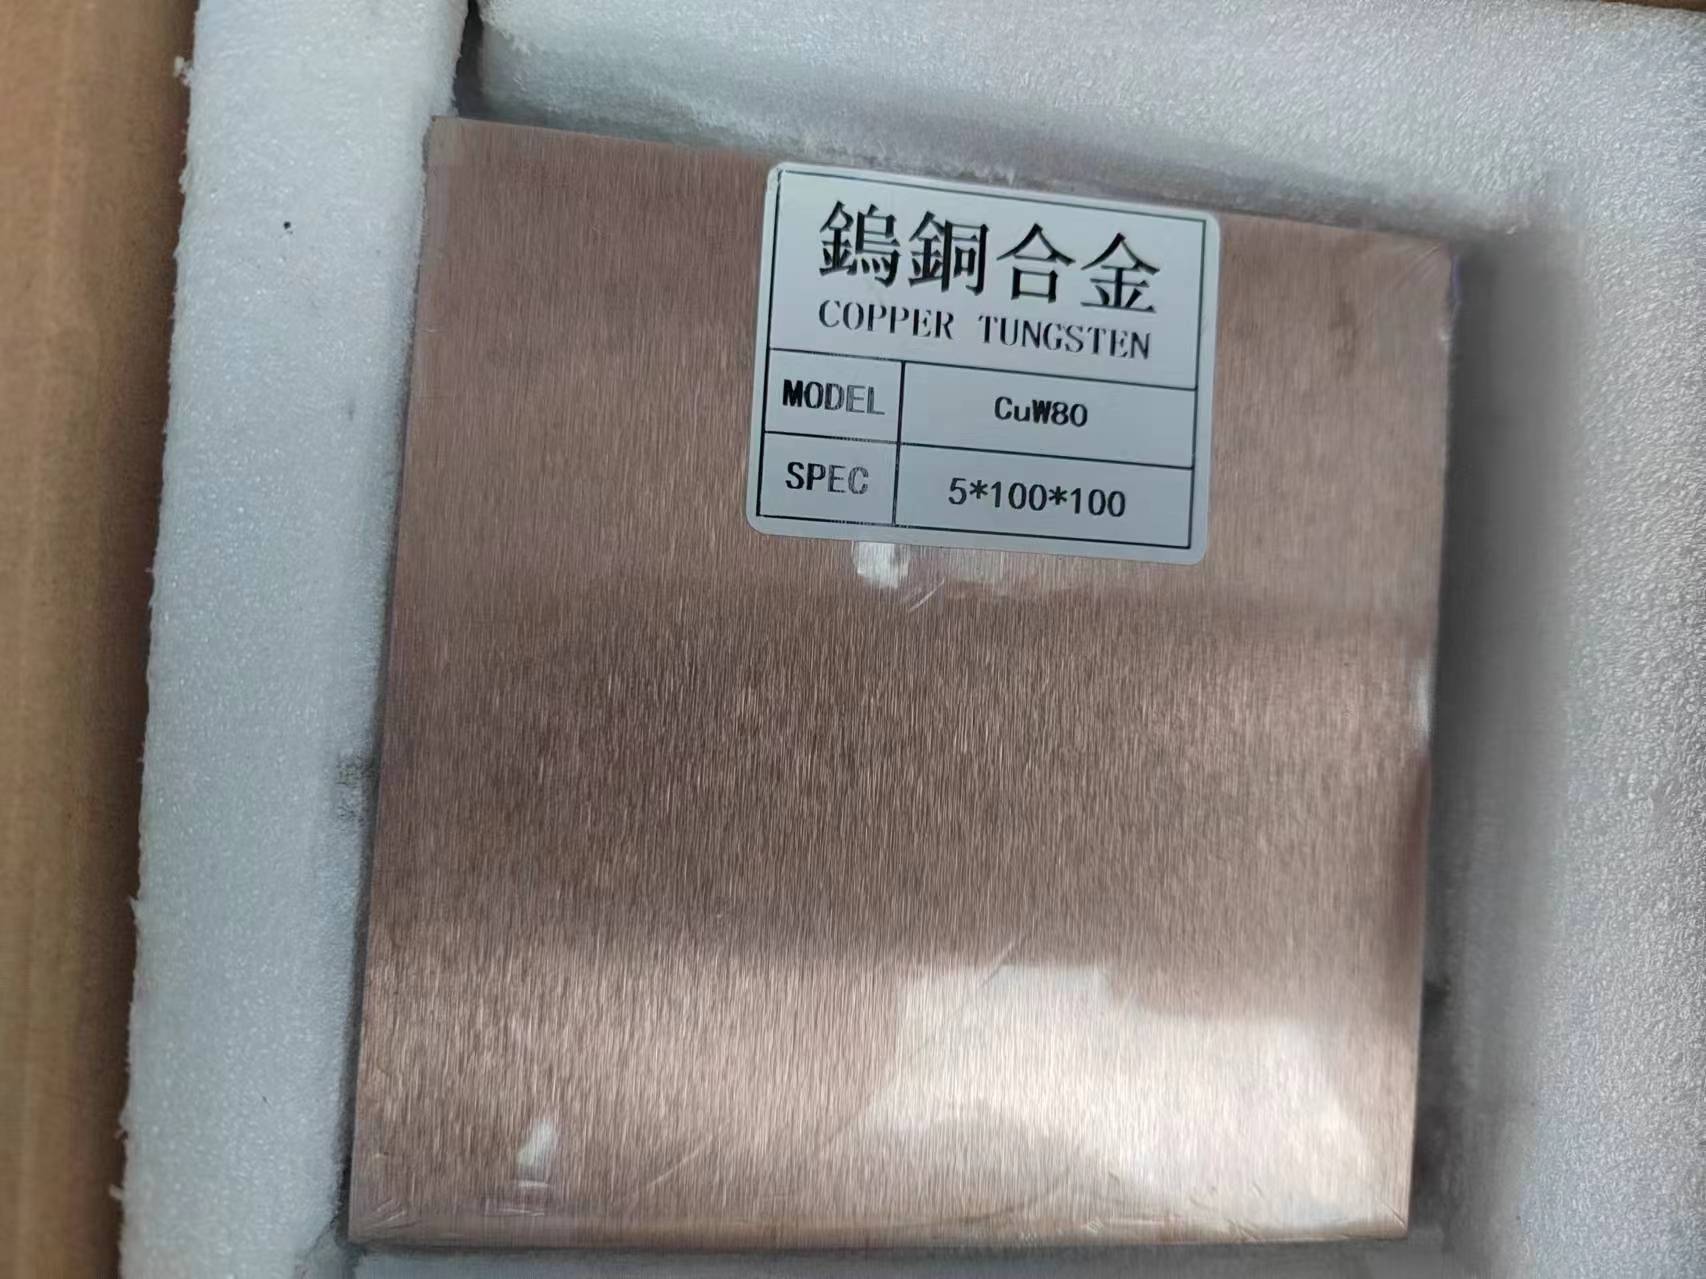 鎢銅合金
COPPER TUNGSTEN
MODEL CuW80
SPEC 5*100*100